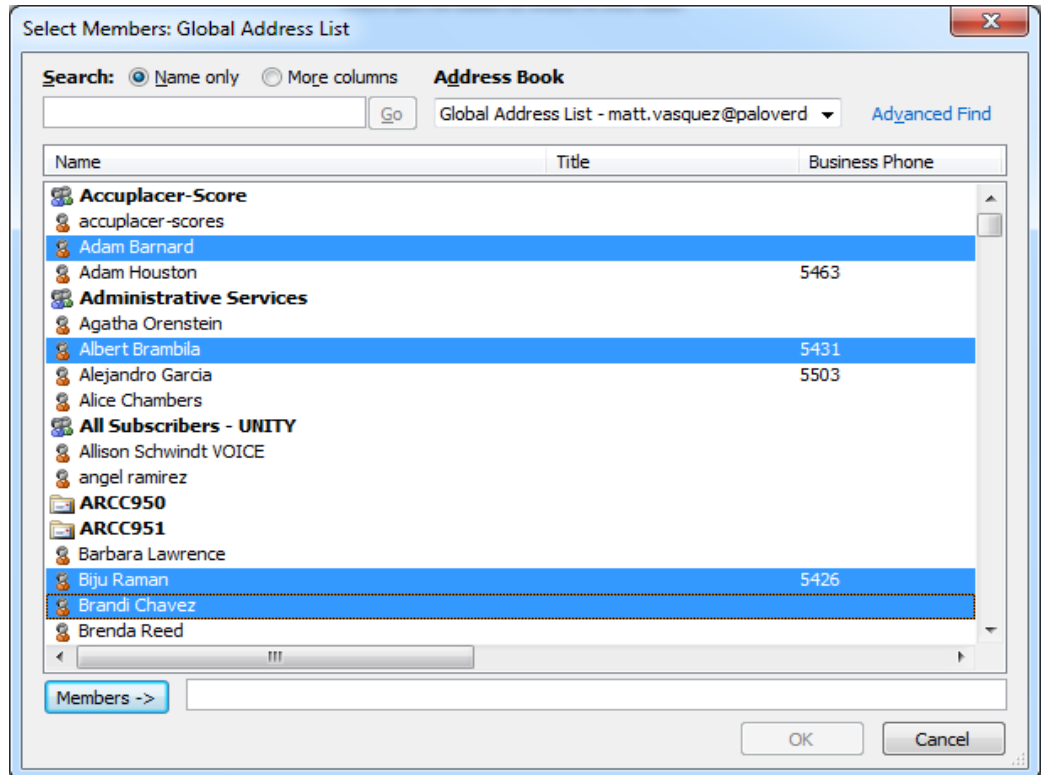 Select Members: Global Address List
Search: Name only More columns Address Book
Go Global Address List - matt.vasquez@paloverd Advanced Find
Name Title Business Phone
Accuplacer-Score
accuplacer-scores
Adam Barnard
Adam Houston 5463
Administrative Services
Agatha Orenstein
Albert Brambila 5431
Alejandro Garcia 5503
Alice Chambers
All Subscribers - UNITY
Allison Schwindt VOICE
angel ramirez
ARCC950
ARCC951
Barbara Lawrence
Biju Raman 5426
Brandi Chavez
Brenda Reed
Members ->
OK Cancel